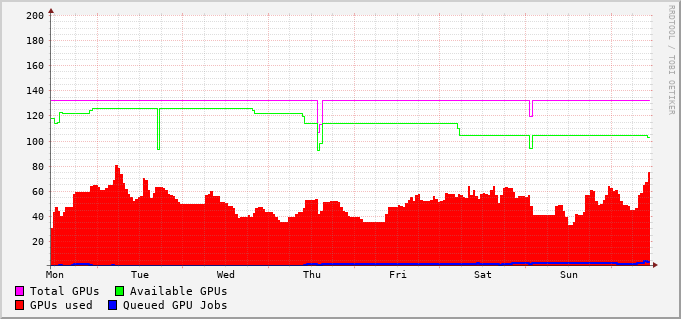 200
180
160
140
120
100
80
60
40
20
Mon Tue Wed Thu Fri Sat Sun
Total GPUs Available GPUs
GPUs used Queued GPU Jobs
RRDTOOL / TOBI OETIKER